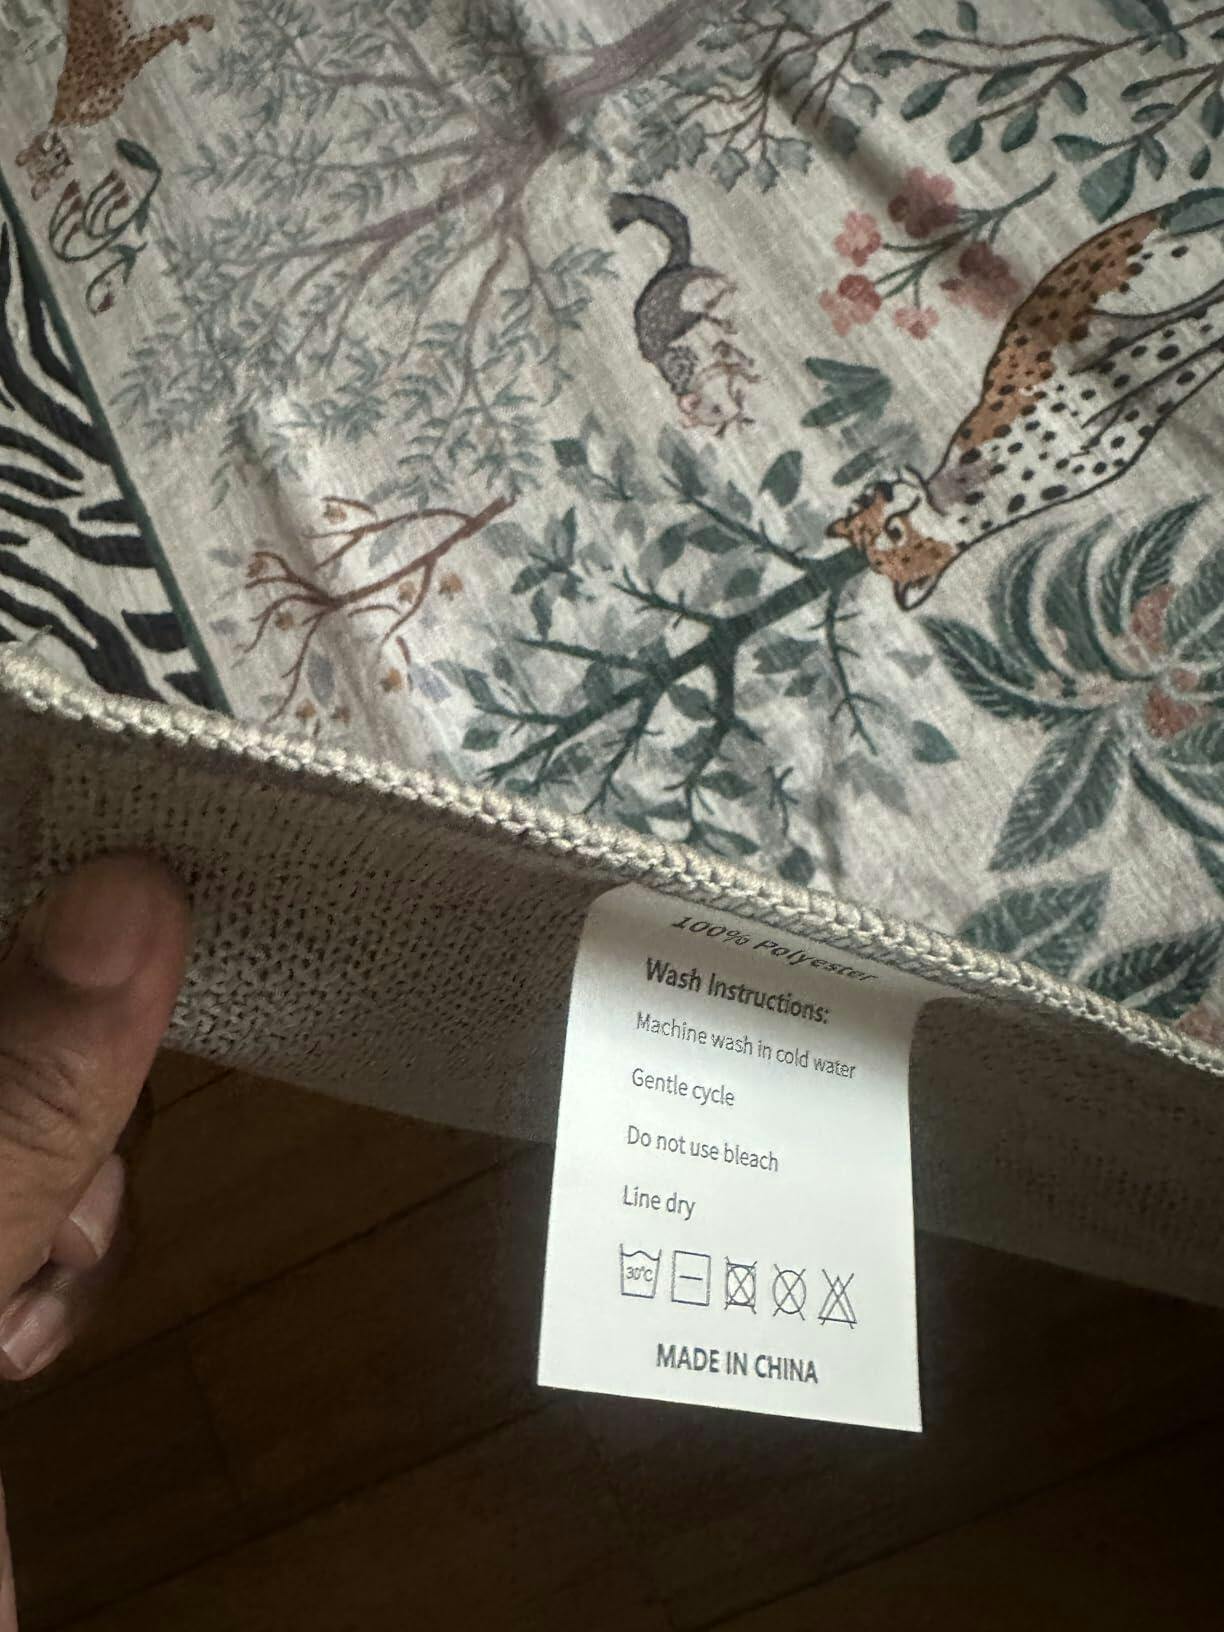 100% Polyester
Wash Instructions:
Machine wash in cold water
Gentle cycle
Do not use bleach
Line dry
30°C
MADE IN CHINA